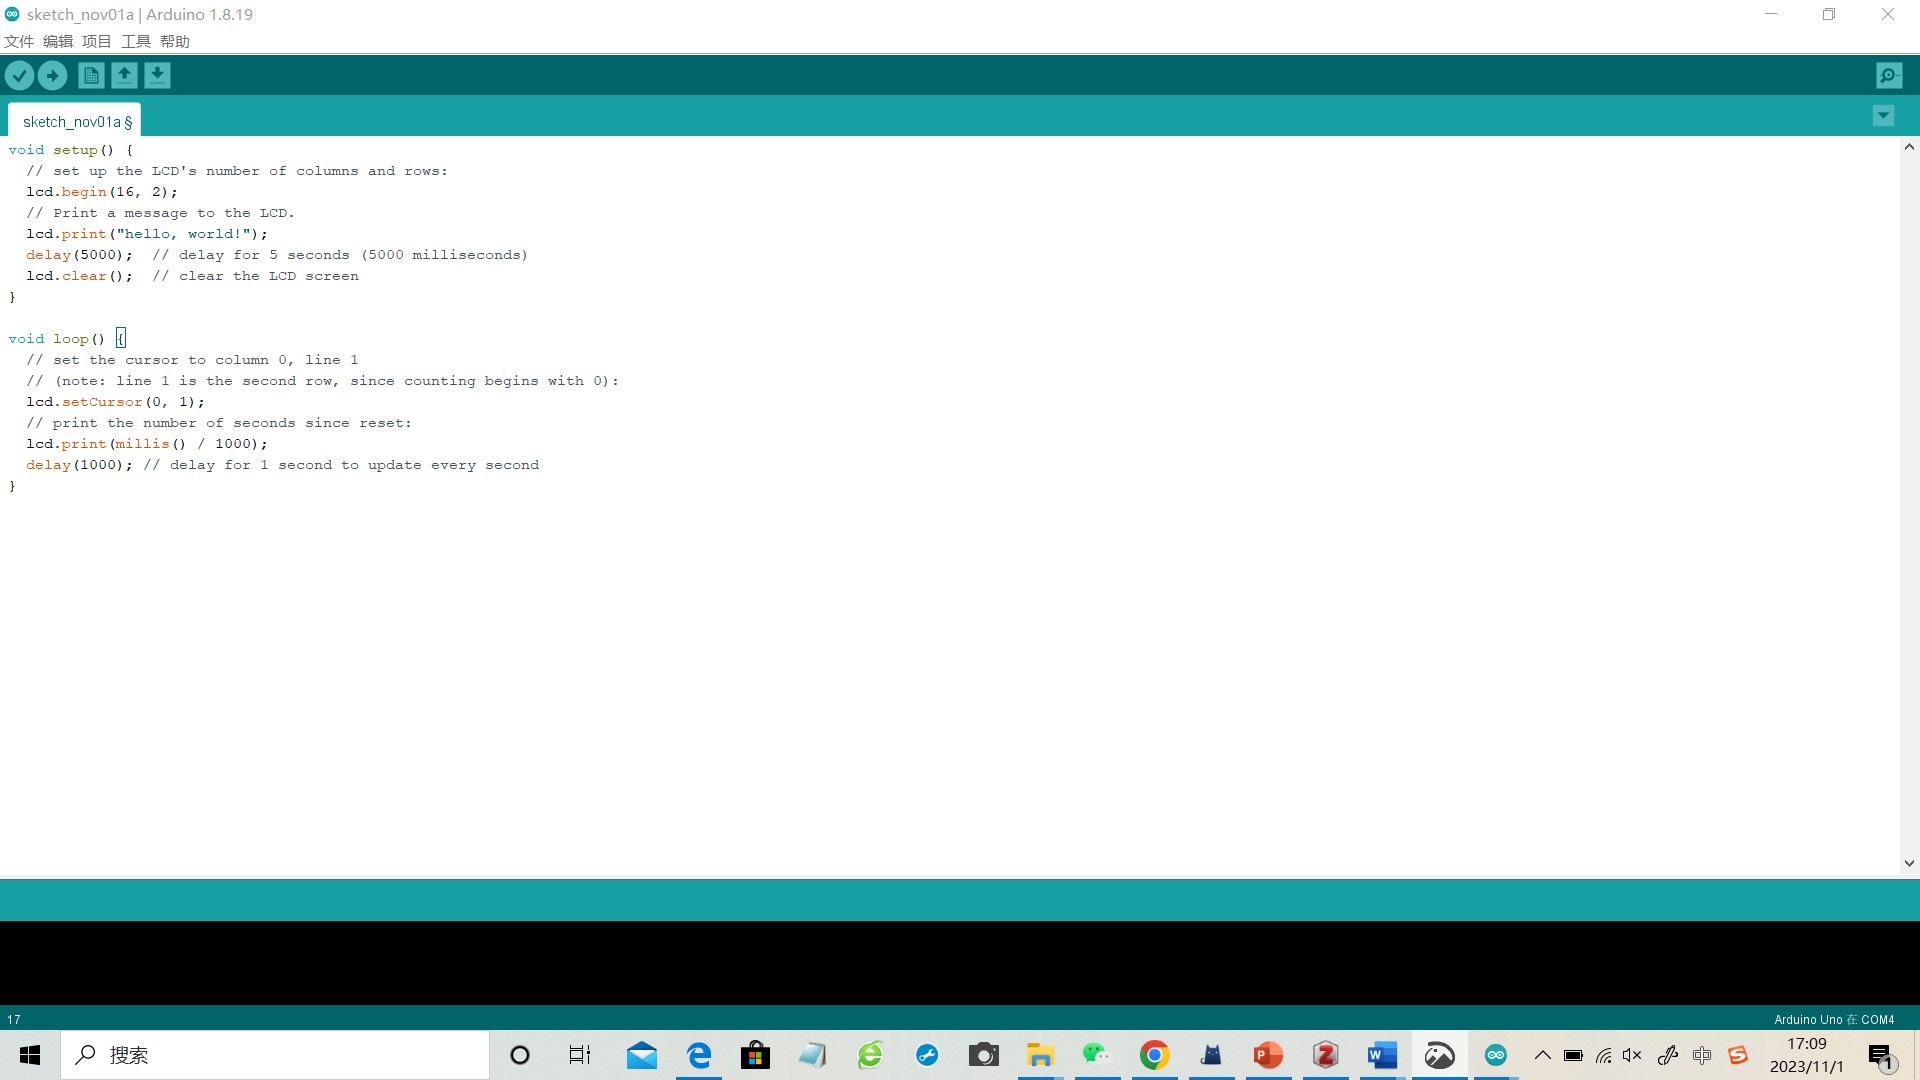 sketch_nov01a | Arduino 1.8.19
文件 编辑 项目 工具 帮助
sketch_nov01a §
void setup() {
  // set up the LCD's number of columns and rows:
  lcd.begin(16, 2);
  // Print a message to the LCD.
  lcd.print("hello, world!");
  delay(5000);  // delay for 5 seconds (5000 milliseconds)
  lcd.clear();  // clear the LCD screen
}
void loop() {
  // set the cursor to column 0, line 1
  // (note: line 1 is the second row, since counting begins with 0):
  lcd.setCursor(0, 1);
  // print the number of seconds since reset:
  lcd.print(millis() / 1000);
  delay(1000); // delay for 1 second to update every second
}
17
Arduino Uno 在 COM4
搜索
中
17:09
2023/11/1
1